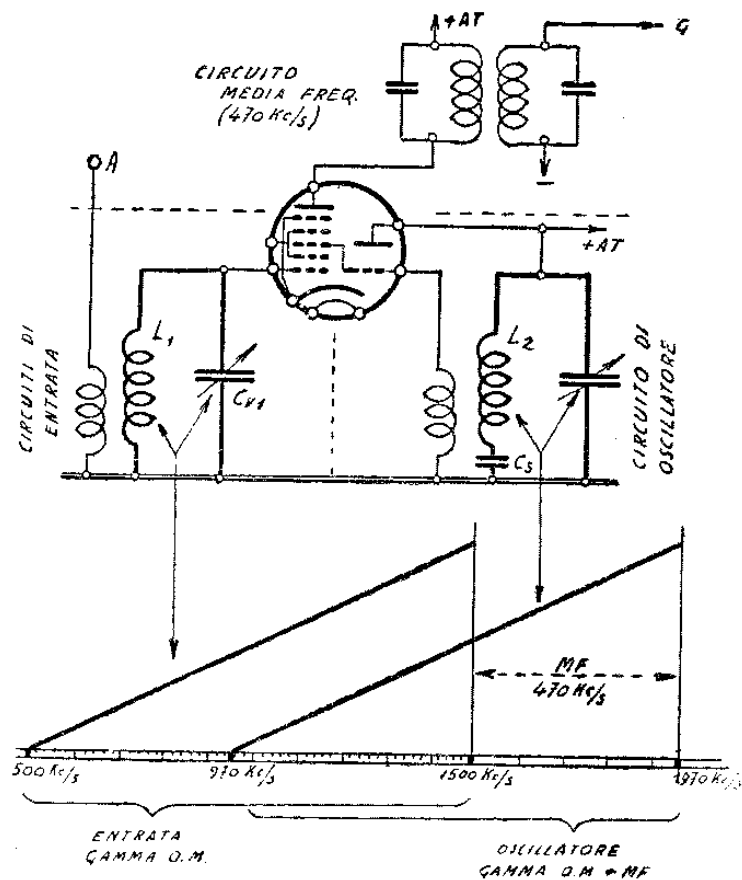 +AT
G
CIRCUITO
MEDIA FREQ.
(470 Kc/s)
A
+AT
CIRCUITI DI
ENTRATA
L1
CV1
L2
CS
CIRCUITO DI
OSCILLATORE
MF
470 Kc/s
500 Kc/s
970 Kc/s
1500 Kc/s
1970 Kc/s
ENTRATA
GAMMA O.M.
OSCILLATORE
GAMMA O.M + MF